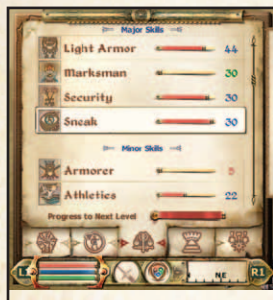 Major Skills
Light Armor 44
Marksman 30
Security 30
Sneak 30
Minor Skills
Armorer 5
Athletics 22
Progress to Next Level
L1 NE R1